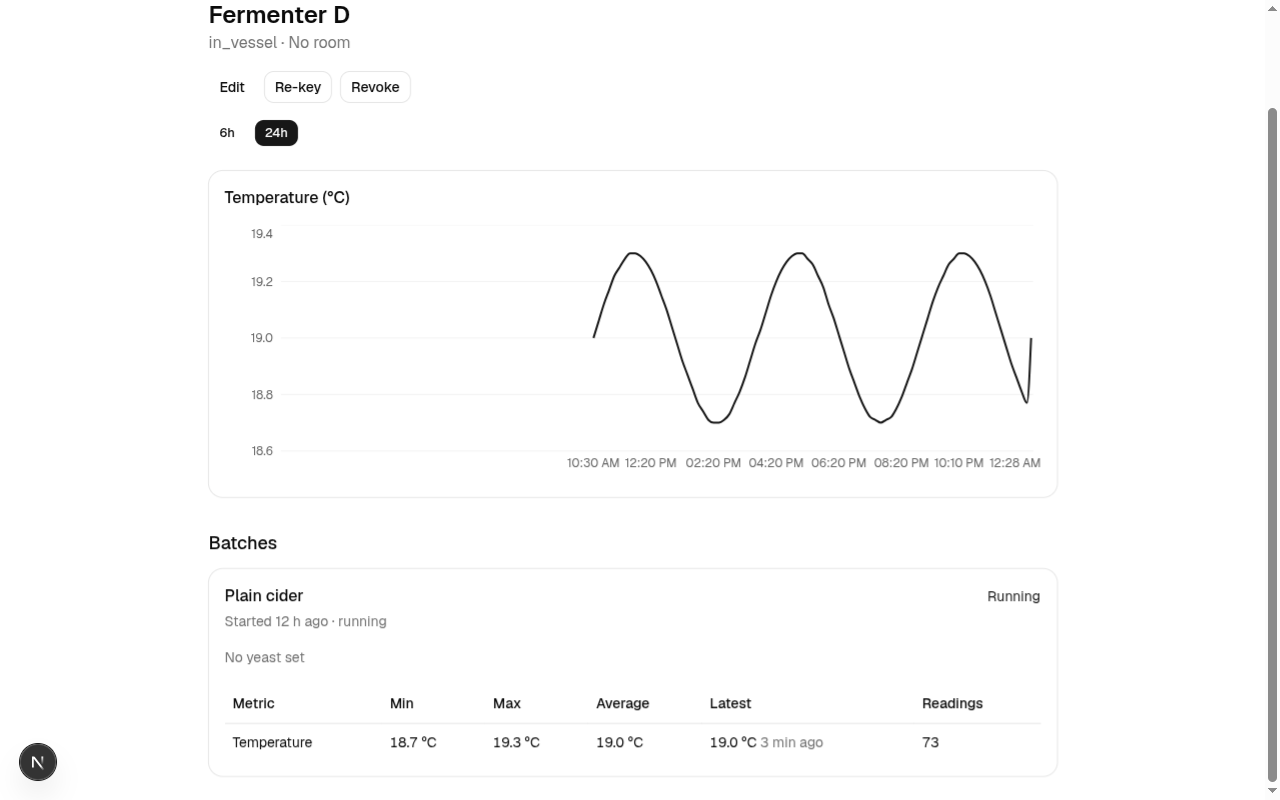 Fermenter D
in_vessel · No room
Edit Re-key Revoke
6h 24h
Temperature (°C)
19.4
19.2
19.0
18.8
18.6
10:30 AM 12:20 PM 02:20 PM 04:20 PM 06:20 PM 08:20 PM 10:10 PM 12:28 AM
Batches
Plain cider Running
Started 12 h ago · running
No yeast set
Metric Min Max Average Latest Readings
Temperature 18.7 °C 19.3 °C 19.0 °C 19.0 °C 3 min ago 73
N